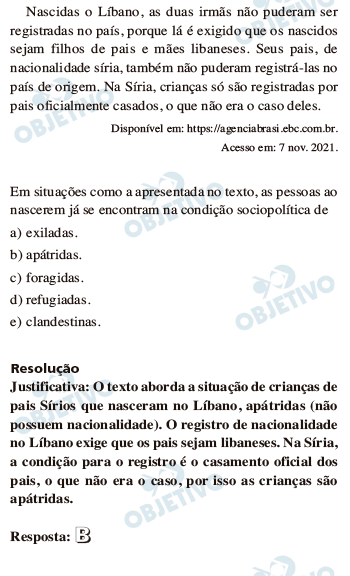 Nascidas o Líbano, as duas irmãs não puderam ser
registradas no país, porque lá é exigido que os nascidos
sejam filhos de pais e mães libaneses. Seus pais, de
nacionalidade síria, também não puderam registrá-las no
país de origem. Na Síria, crianças só são registradas por
pais oficialmente casados, o que não era o caso deles.
Disponível em: https://agenciabrasi.ebc.com.br.
Acesso em: 7 nov. 2021.
Em situações como a apresentada no texto, as pessoas ao
nascerem já se encontram na condição sociopolítica de
a) exiladas.
b) apátridas.
c) foragidas.
d) refugiadas.
e) clandestinas.
Resolução
Justificativa: O texto aborda a situação de crianças de
pais Sírios que nasceram no Líbano, apátridas (não
possuem nacionalidade). O registro de nacionalidade
no Líbano exige que os pais sejam libaneses. Na Síria,
a condição para o registro é o casamento oficial dos
pais, o que não era o caso, por isso as crianças são
apátridas.
Resposta: B
OBJETIVO
OBJETIVO
OBJETIVO
OBJETIVO
OBJETIVO
OBJETIVO